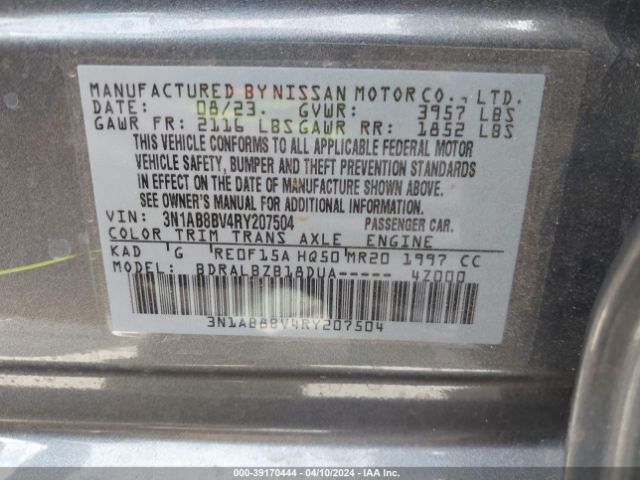 MANUFACTURED BY NISSAN MOTOR CO., LTD.
DATE: 08/23. GVWR: 3957 LBS
GAWR FR: 2116 LBS GAWR RR: 1852 LBS
THIS VEHICLE CONFORMS TO ALL APPLICABLE FEDERAL MOTOR
VEHICLE SAFETY, BUMPER AND THEFT PREVENTION STANDARDS
IN EFFECT ON THE DATE OF MANUFACTURE SHOWN ABOVE.
SEE OWNER'S MANUAL FOR ADDITIONAL INFORMATION.
VIN: 3N1AB8BV4RY207504 PASSENGER CAR.
COLOR TRIM TRANS AXLE ENGINE
KAD G RE0F15A HQ50 MR20 1997 CC
MODEL: BDRALBZB18DUA----- 4Z000
3N1AB8BV4RY207504
000-39170444 - 04/10/2024 - IAA Inc.